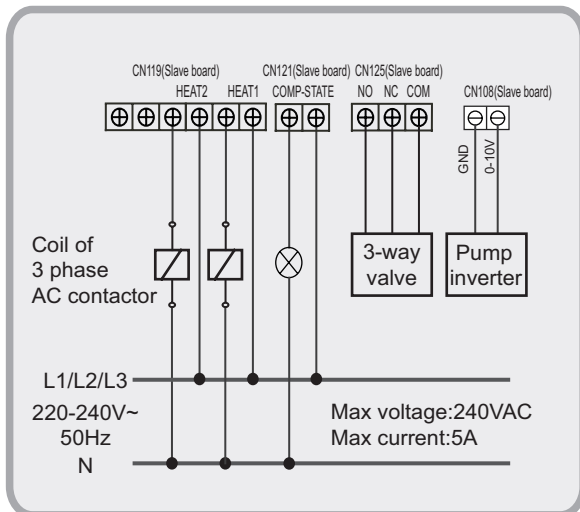 CN119(Slave board) CN121(Slave board) CN125(Slave board)
HEAT2 HEAT1 COMP-STATE NO NC COM CN108(Slave board)
GND
0-10V
Coil of
3 phase
AC contactor
3-way
valve
Pump
inverter
L1/L2/L3
220-240V~
50Hz
N
Max voltage:240VAC
Max current:5A